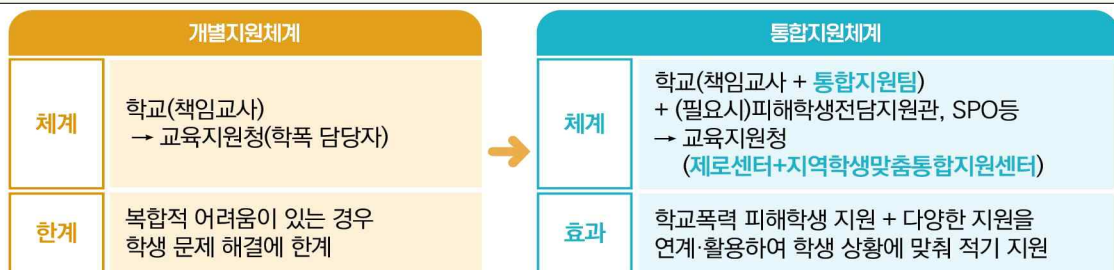 개별지원체계
체계
학교(책임교사)
→ 교육지원청(학폭 담당자)
한계
복합적 어려움이 있는 경우
학생 문제 해결에 한계
통합지원체계
체계
학교(책임교사 + 통합지원팀)
+ (필요시)피해학생전담지원관, SPO등
→ 교육지원청
(제로센터+지역학생맞춤통합지원센터)
효과
학교폭력 피해학생 지원 + 다양한 지원을
연계·활용하여 학생 상황에 맞춰 적기 지원